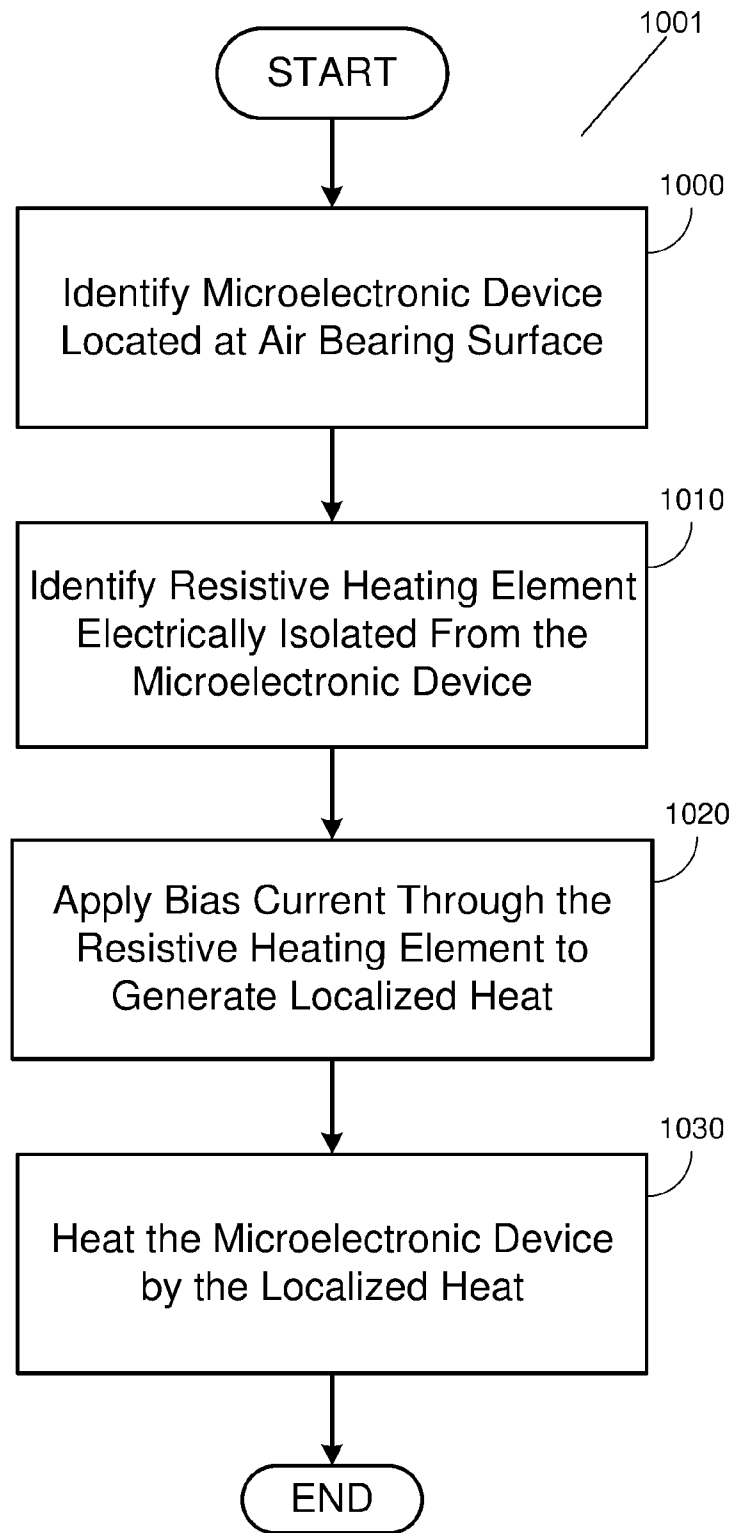 1001
START
1000
Identify Microelectronic Device
Located at Air Bearing Surface
1010
Identify Resistive Heating Element
Electrically Isolated From the
Microelectronic Device
1020
Apply Bias Current Through the
Resistive Heating Element to
Generate Localized Heat
1030
Heat the Microelectronic Device
by the Localized Heat
END